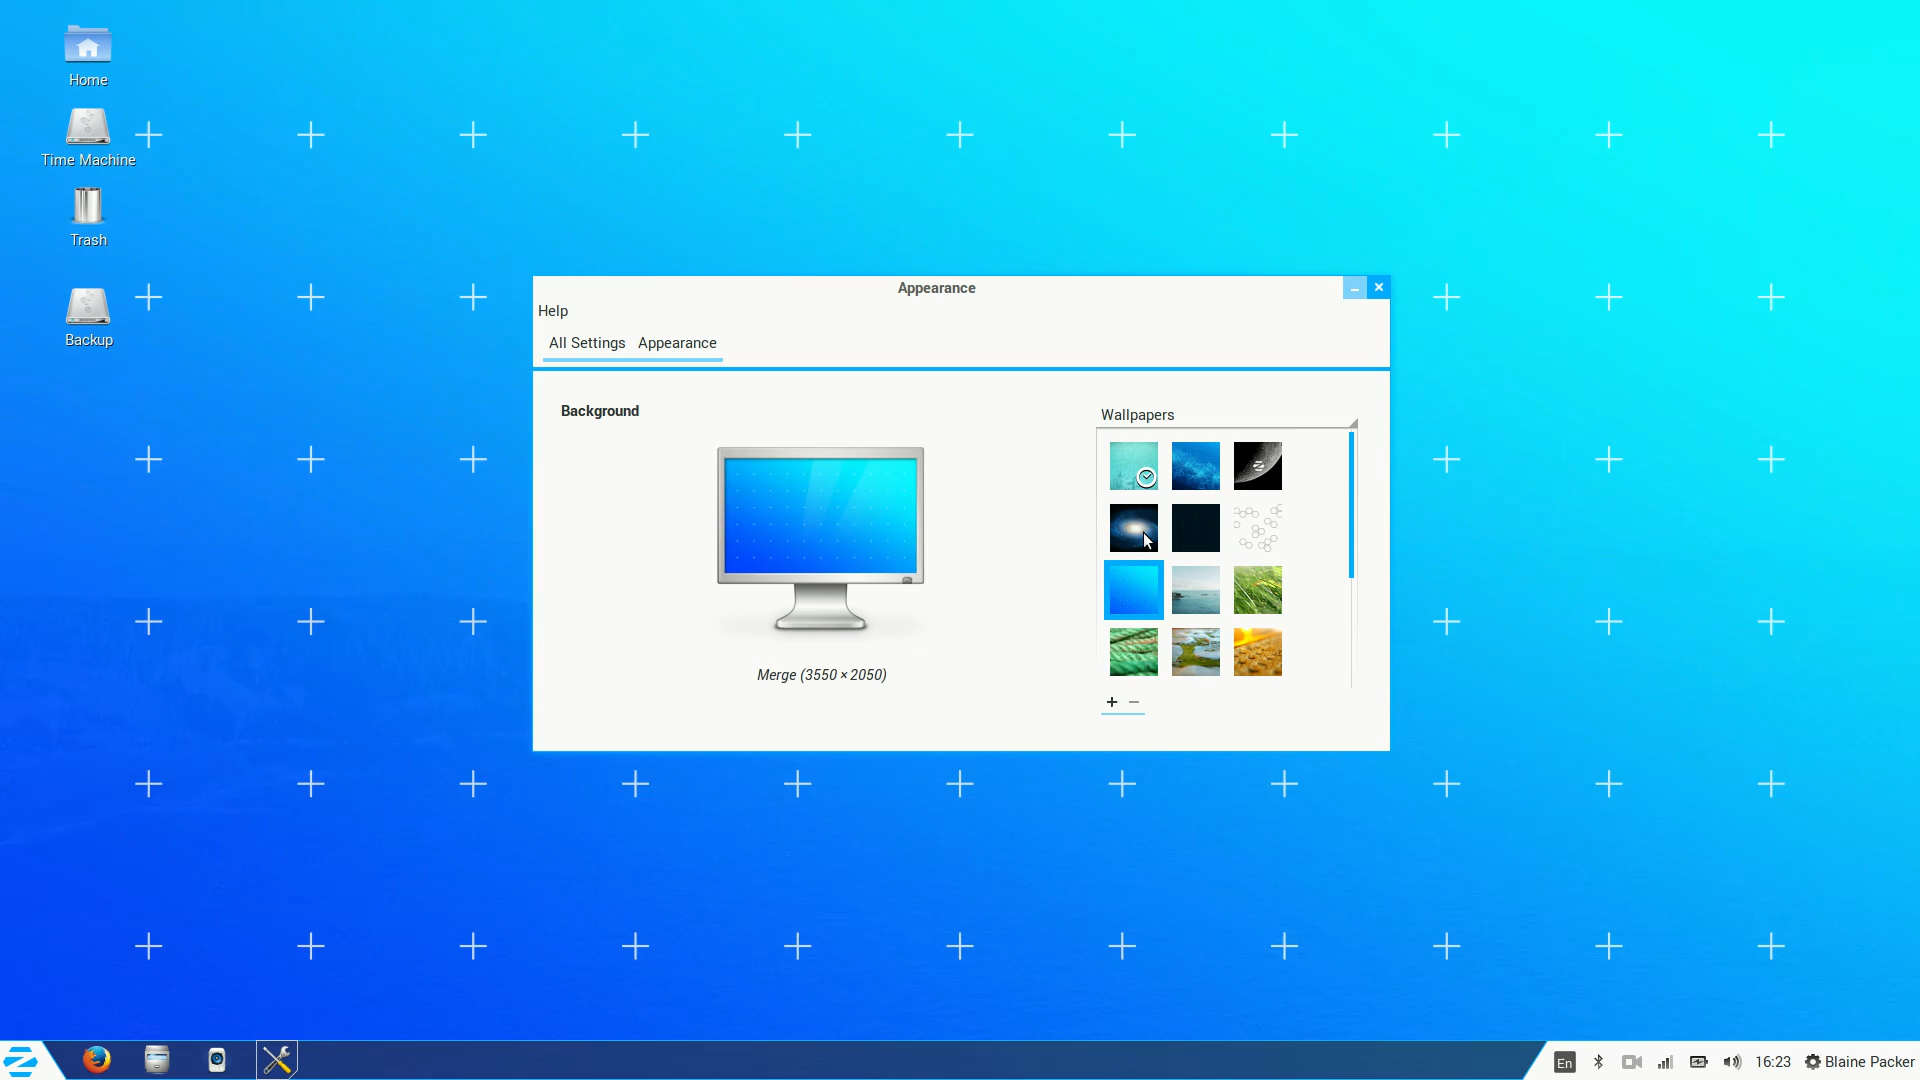 Home
Time Machine
Trash
Backup
Appearance
Help
All Settings Appearance
Background
Wallpapers
Merge (3550 × 2050)
En 16:23 Blaine Packer